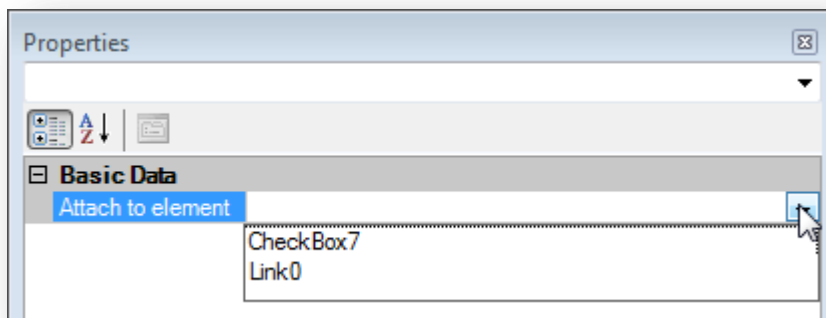 Properties
A
Z
Basic Data
Attach to element
CheckBox7
Link0